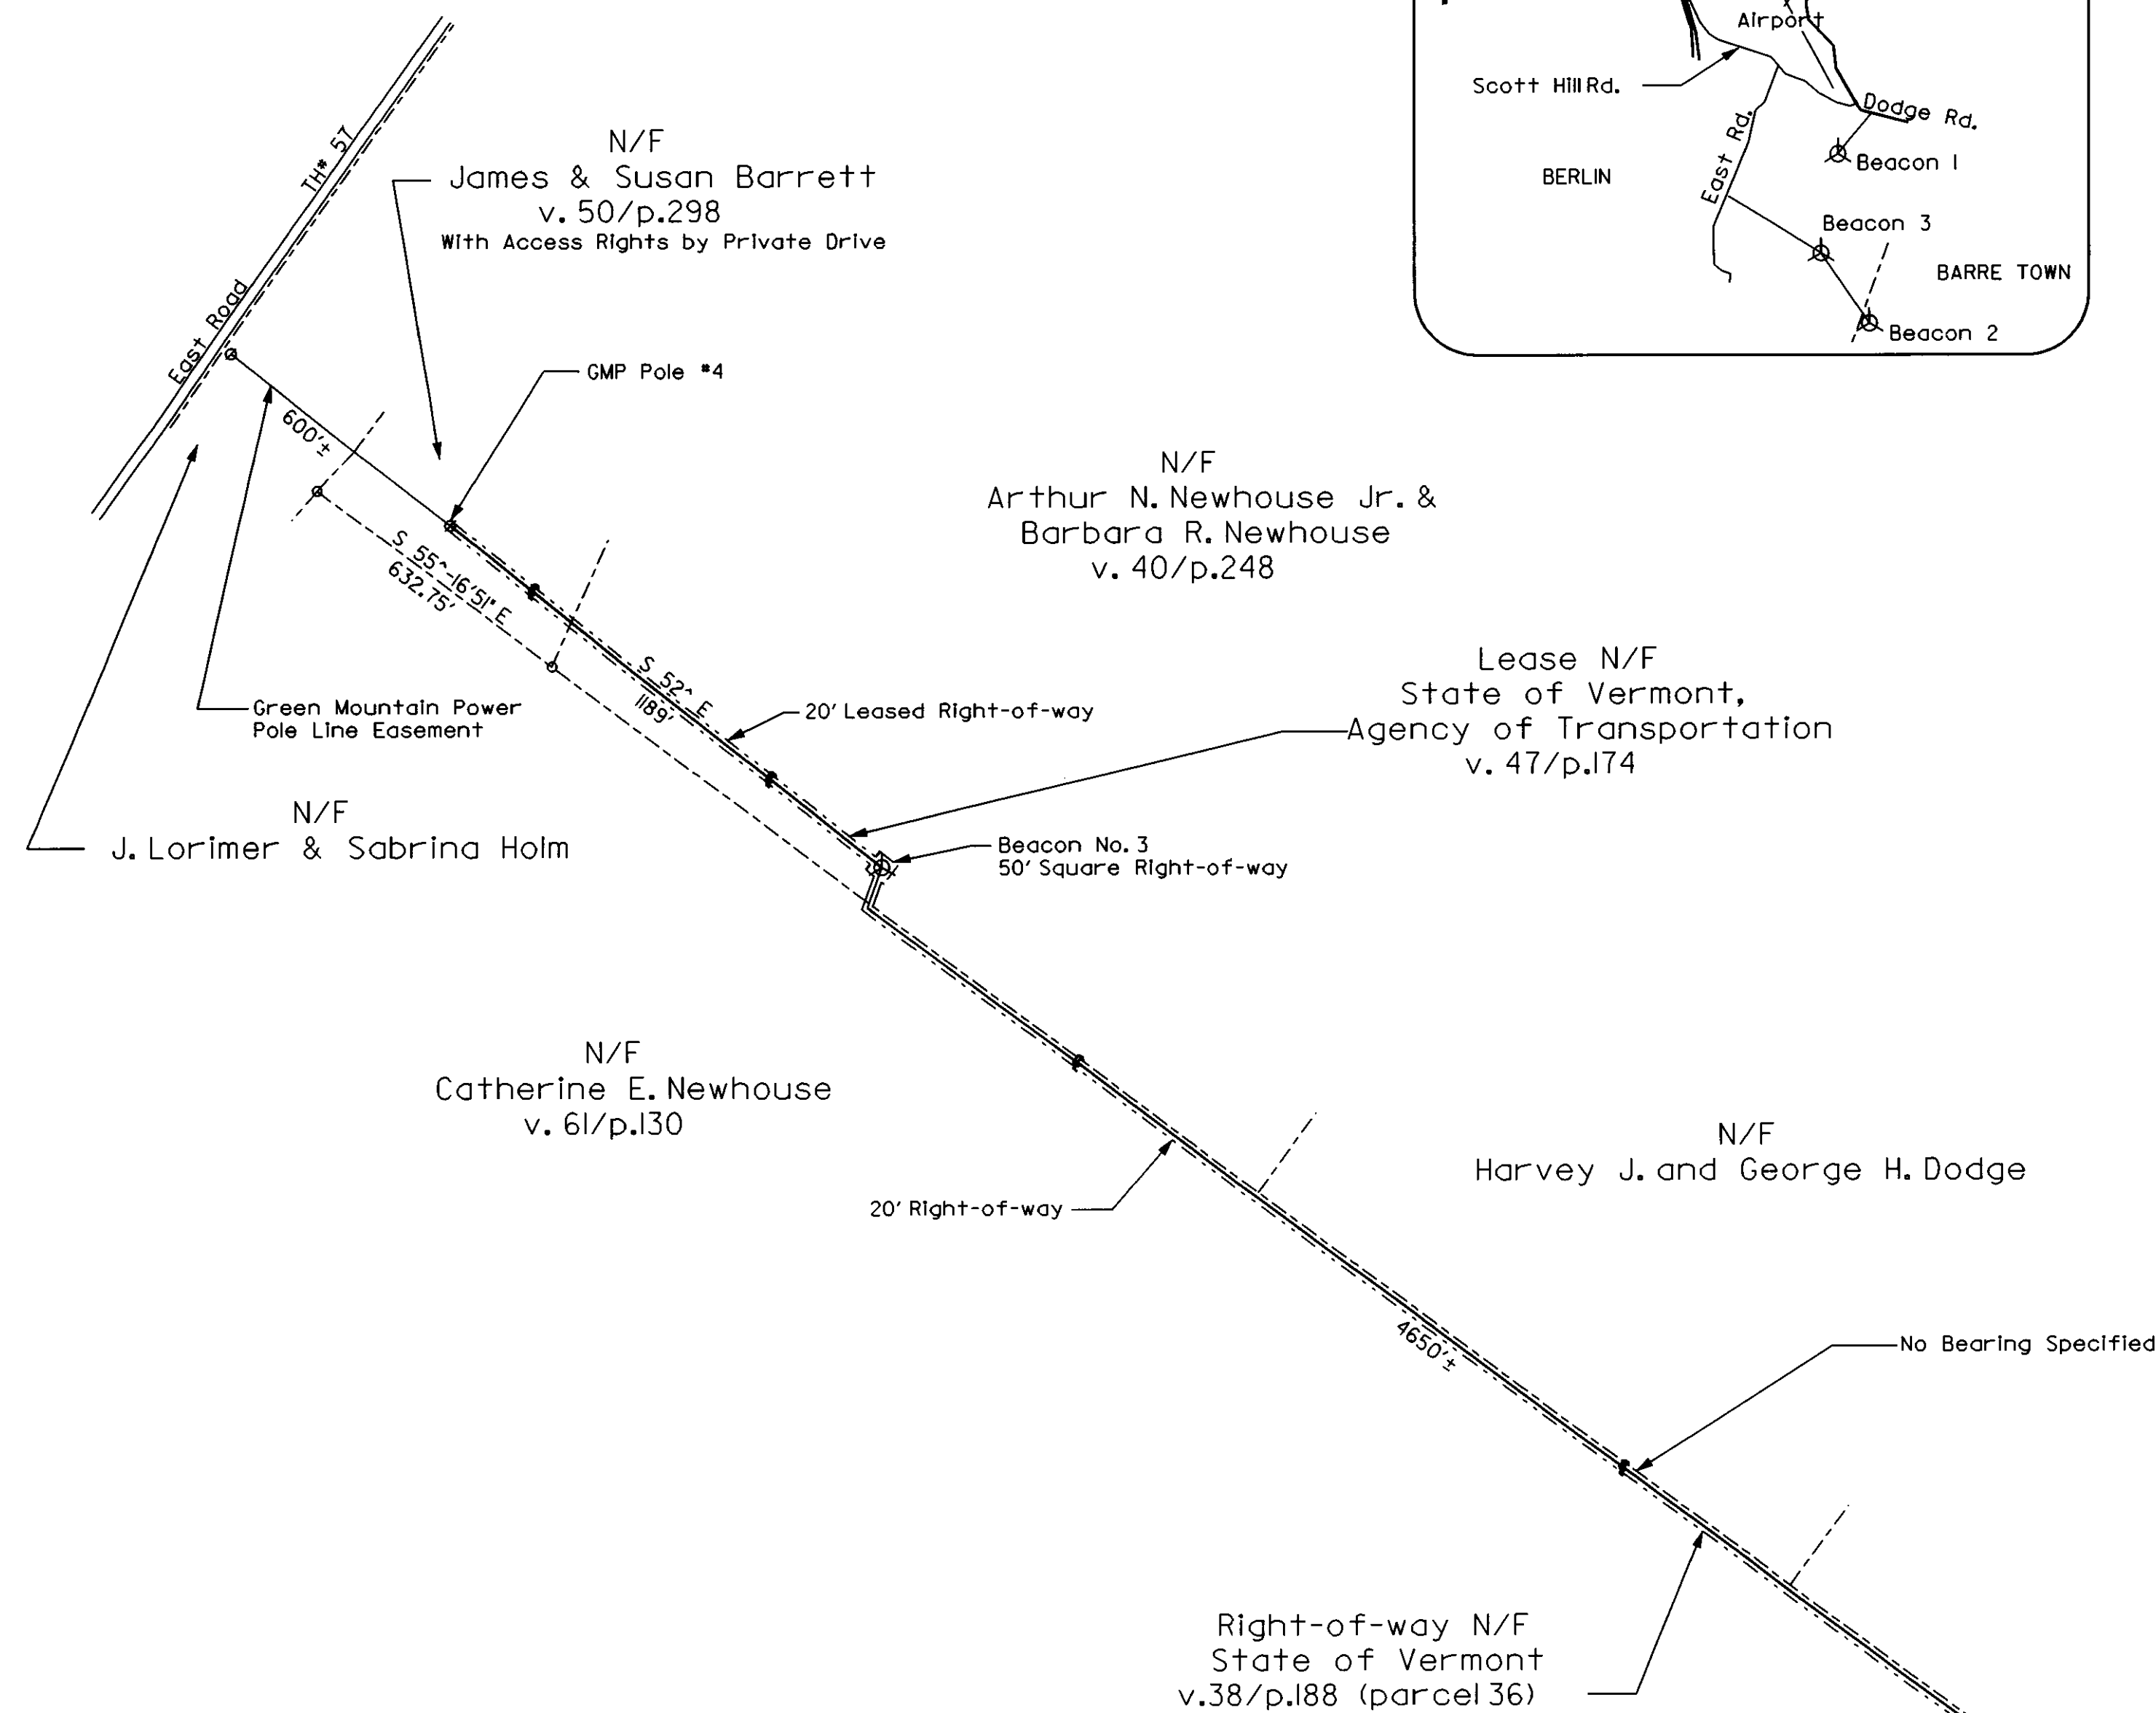 Airport
Scott Hill Rd.
Dodge Rd.
East Rd.
Beacon 1
BERLIN
Beacon 3
BARRE TOWN
Beacon 2
TH# 57
East Road
N/F
James & Susan Barrett
v. 50/p.298
With Access Rights by Private Drive
GMP Pole #4
600'±
N/F
Arthur N. Newhouse Jr. &
Barbara R. Newhouse
v. 40/p.248
S 55^-16'51" E
632.75'
S 52^ E
1189'
20' Leased Right-of-way
Lease N/F
State of Vermont,
Agency of Transportation
v. 47/p.174
Green Mountain Power
Pole Line Easement
N/F
J. Lorimer & Sabrina Holm
Beacon No. 3
50' Square Right-of-way
N/F
Catherine E. Newhouse
v. 61/p.130
N/F
Harvey J. and George H. Dodge
20' Right-of-way
4650'±
No Bearing Specified
Right-of-way N/F
State of Vermont
v.38/p.188 (parcel 36)